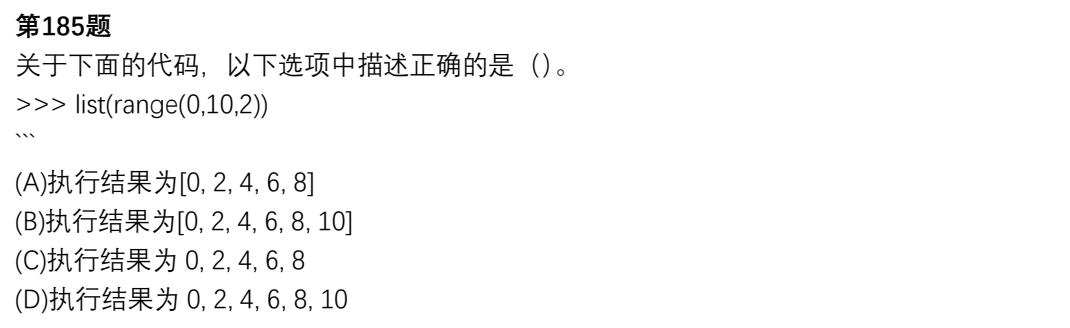 第185题
关于下面的代码，以下选项中描述正确的是（）。
>>> list(range(0,10,2))
```
(A)执行结果为[0, 2, 4, 6, 8]
(B)执行结果为[0, 2, 4, 6, 8, 10]
(C)执行结果为 0, 2, 4, 6, 8
(D)执行结果为 0, 2, 4, 6, 8, 10